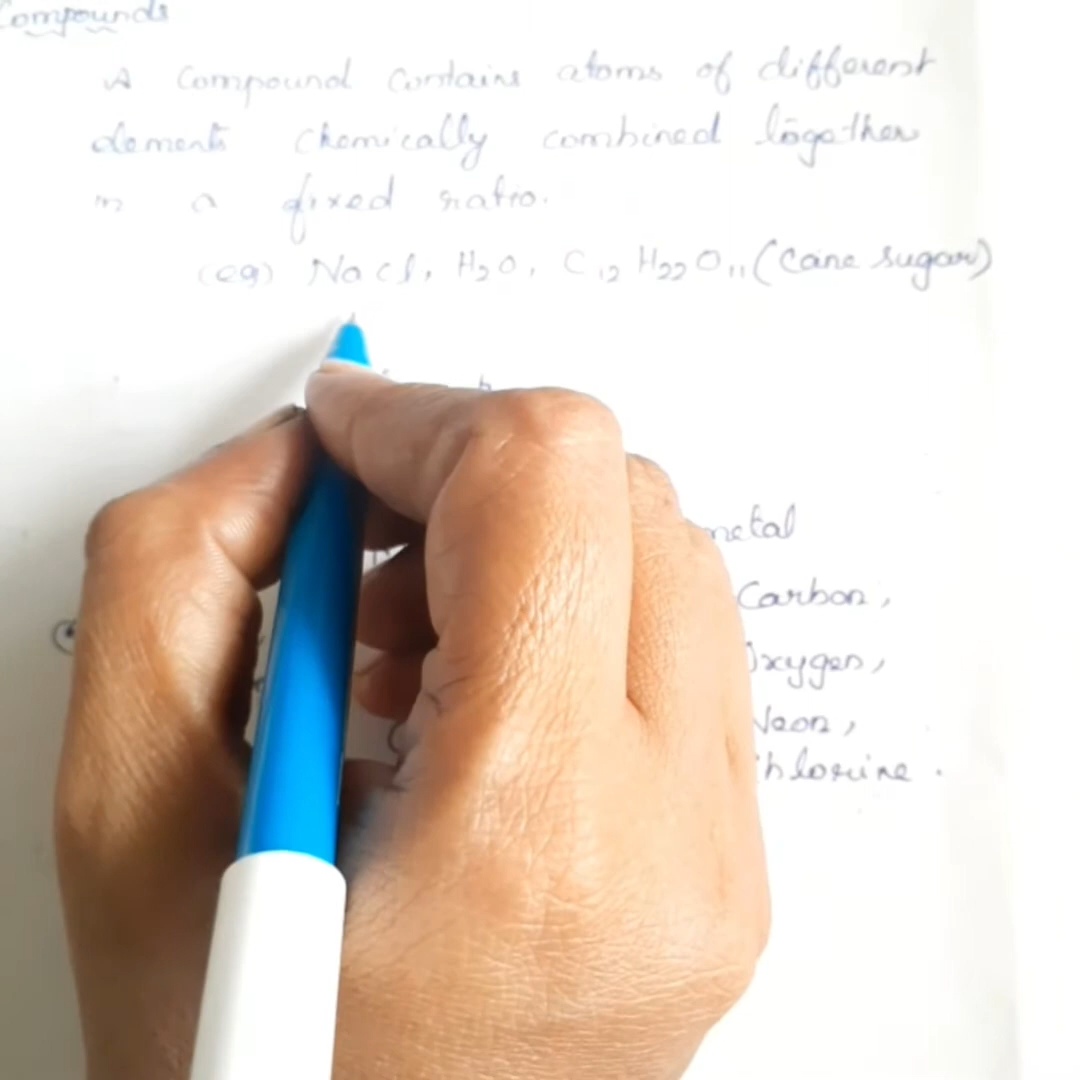 Compounds
A compound contains atoms of different
elements chemically combined together
in a fixed ratio.
(eg) NaCl, H₂O, C₁₂H₂₂O₁₁ (Cane sugar)
metal
Carbon,
Oxygen,
Neon,
Chlorine.